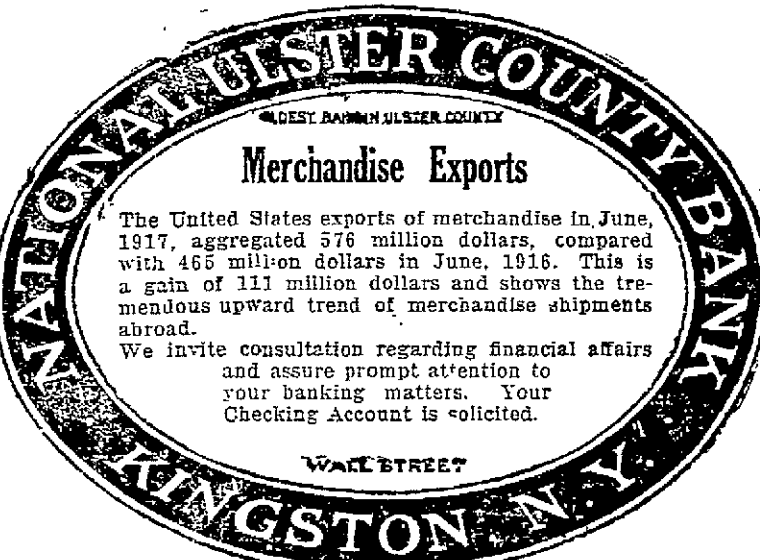 NATIONAL ULSTER COUNTY BANK
OLDEST BANK IN ULSTER COUNTY
Merchandise Exports
The United States exports of merchandise in June,
1917, aggregated 576 million dollars, compared
with 465 million dollars in June, 1916. This is
a gain of 111 million dollars and shows the tre-
mendous upward trend of merchandise shipments
abroad.
We invite consultation regarding financial affairs
and assure prompt attention to
your banking matters. Your
Checking Account is solicited.
WALL STREET
KINGSTON N.Y.